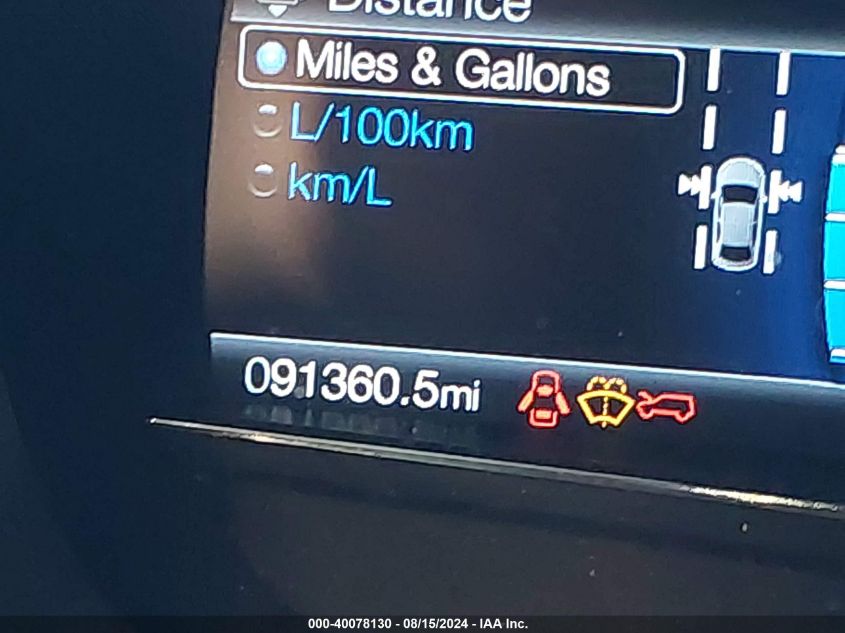 Distance
Miles & Gallons
L/100km
km/L
091360.5mi
000-40078130 - 08/15/2024 - IAA Inc.